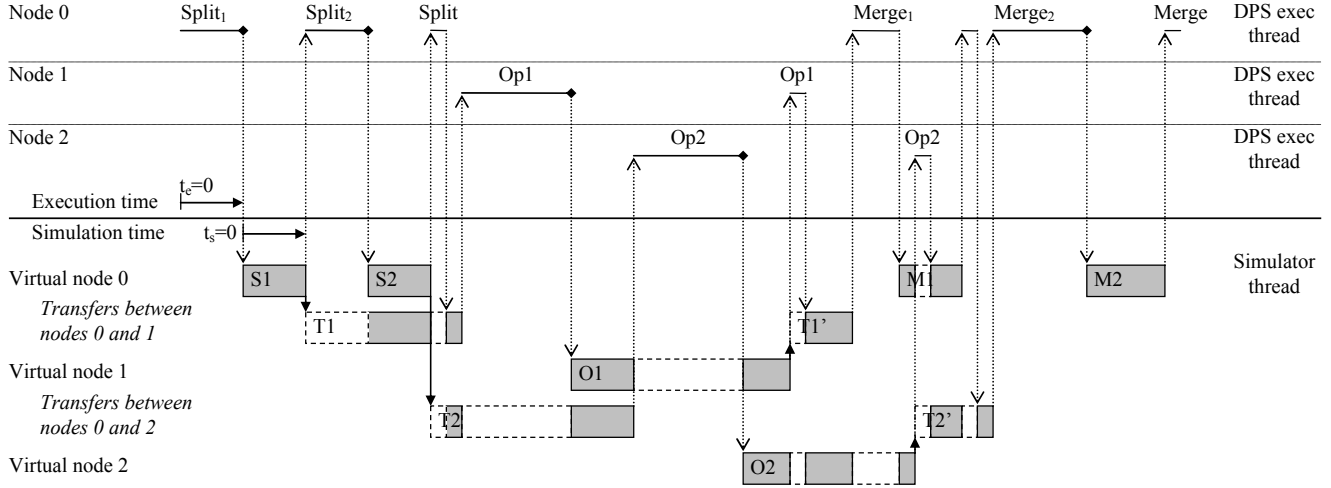 Node 0 Split₁ Split₂ Split Merge₁ Merge₂ Merge DPS exec
thread
Node 1 Op1 Op1 DPS exec
thread
Node 2 Op2 Op2 DPS exec
thread
tₑ=0
Execution time
Simulation time tₛ=0
Simulator
thread
Virtual node 0 S1 S2 M1 M2
Transfers between
nodes 0 and 1 T1 T1’
Virtual node 1 O1
Transfers between
nodes 0 and 2 T2 T2’
Virtual node 2 O2